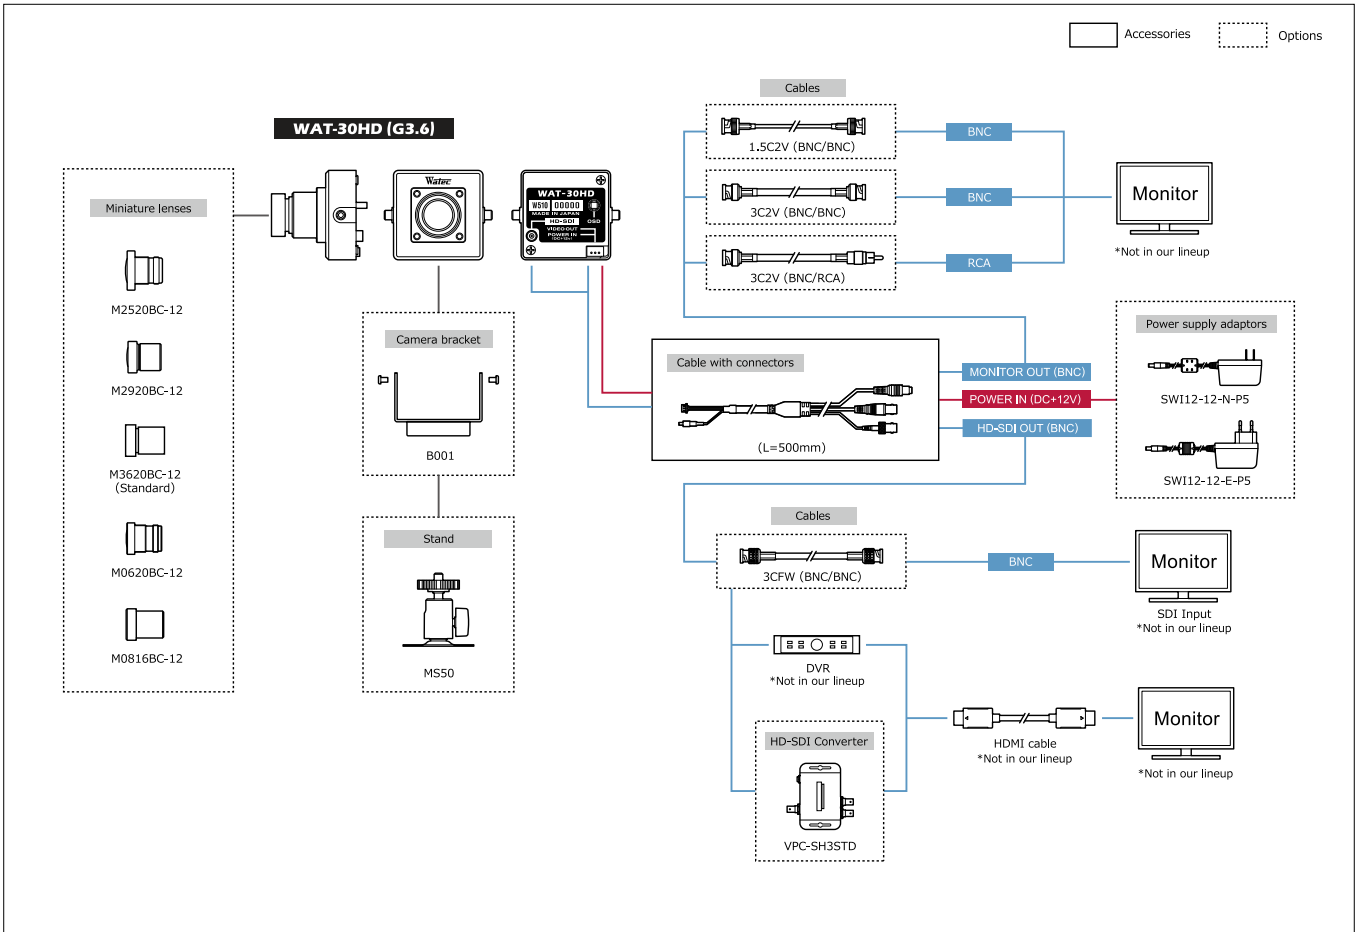 Accessories
Options
WAT-30HD (G3.6)
Miniature lenses
M2520BC-12
M2920BC-12
M3620BC-12
(Standard)
M0620BC-12
M0816BC-12
Watec
WAT-30HD
W510 00000
MADE IN JAPAN
HD-SDI
OSD
VIDEO OUT
POWER IN
(DC+12V)
Camera bracket
B001
Stand
MS50
Cables
1.5C2V (BNC/BNC)
BNC
3C2V (BNC/BNC)
BNC
3C2V (BNC/RCA)
RCA
Monitor
*Not in our lineup
Cable with connectors
(L=500mm)
MONITOR OUT (BNC)
POWER IN (DC+12V)
HD-SDI OUT (BNC)
Power supply adaptors
SWI12-12-N-P5
SWI12-12-E-P5
Cables
3CFW (BNC/BNC)
BNC
Monitor
SDI Input
*Not in our lineup
DVR
*Not in our lineup
HD-SDI Converter
VPC-SH3STD
HDMI cable
*Not in our lineup
Monitor
*Not in our lineup